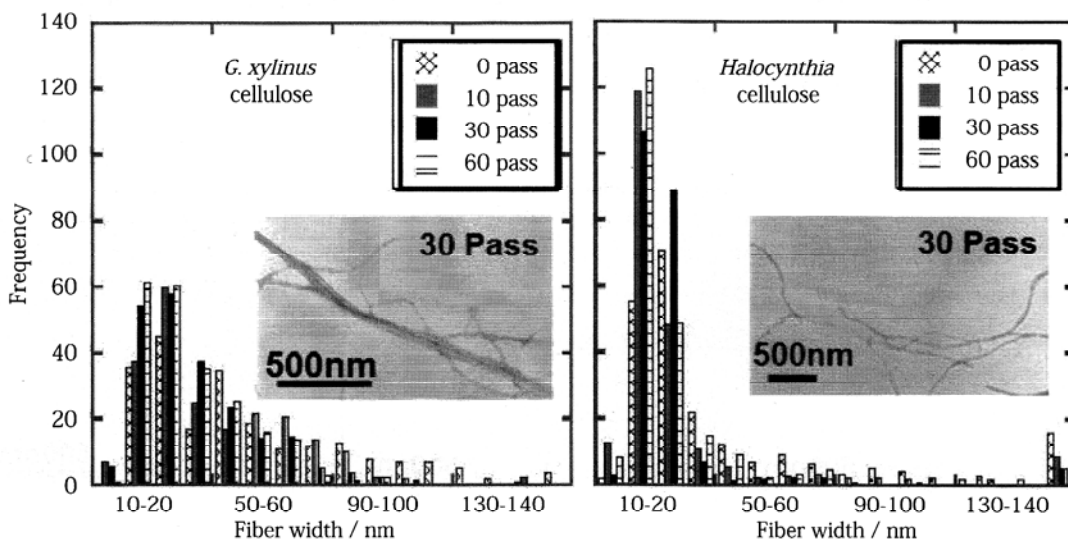 140
120
100
80
60
40
20
0
Frequency
G. xylinus
cellulose
0 pass
10 pass
30 pass
60 pass
30 Pass
500nm
10-20
50-60
90-100
130-140
Fiber width / nm
Halocynthia
cellulose
0 pass
10 pass
30 pass
60 pass
30 Pass
500nm
10-20
50-60
90-100
130-140
Fiber width / nm